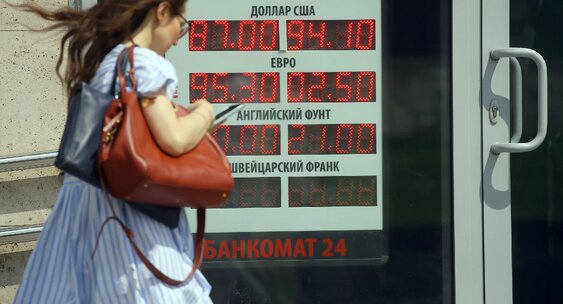 ДОЛЛАР США
87.00 94.10
ЕВРО
95.30 02.50
АНГЛИЙСКИЙ ФУНТ
21.00
ШВЕЙЦАРСКИЙ ФРАНК
БАНКОМАТ 24